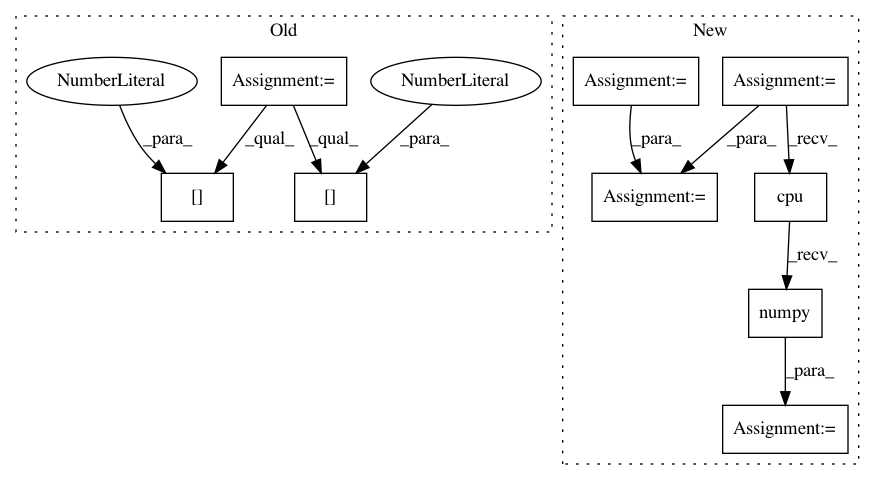 Old
New
NumberLiteral
Assignment:=
NumberLiteral
Assignment:=
Assignment:=
_para_
_qual_
_qual_
_para_
_para_
_para_
_recv_
[]
[]
Assignment:=
cpu
_recv_
numpy
_para_
Assignment:=